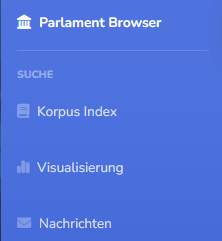 Parlament Browser
SUCHE
Korpus Index
Visualisierung
Nachrichten